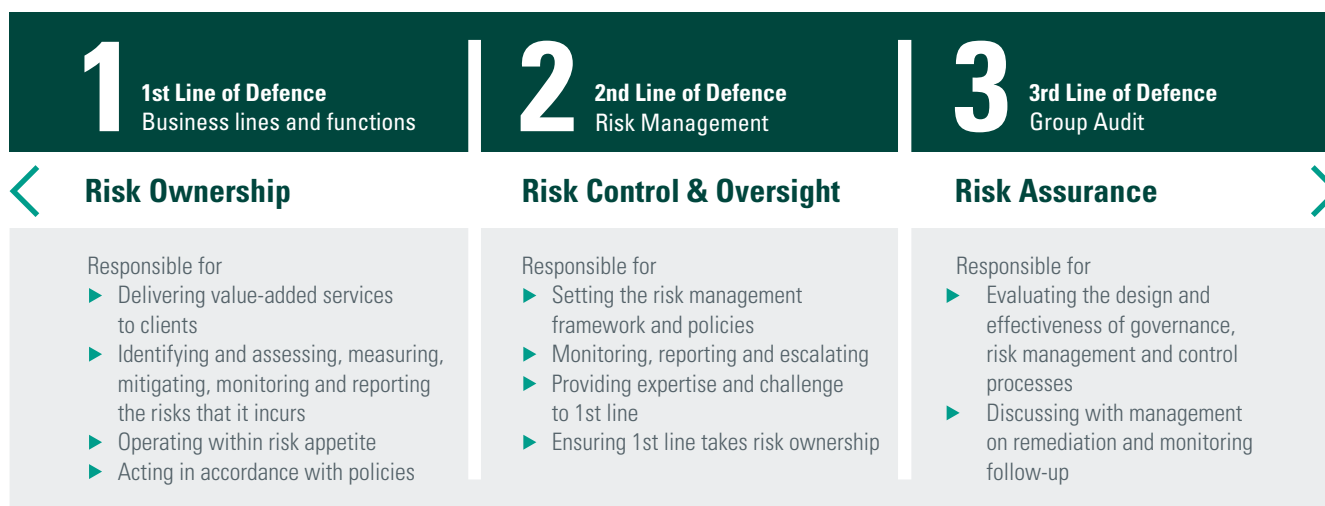 1
1st Line of Defence
Business lines and functions
Risk Ownership
Responsible for
Delivering value-added services
to clients
Identifying and assessing, measuring,
mitigating, monitoring and reporting
the risks that it incurs
Operating within risk appetite
Acting in accordance with policies
2
2nd Line of Defence
Risk Management
Risk Control & Oversight
Responsible for
Setting the risk management
framework and policies
Monitoring, reporting and escalating
Providing expertise and challenge
to 1st line
Ensuring 1st line takes risk ownership
3
3rd Line of Defence
Group Audit
Risk Assurance
Responsible for
Evaluating the design and
effectiveness of governance,
risk management and control
processes
Discussing with management
on remediation and monitoring
follow-up